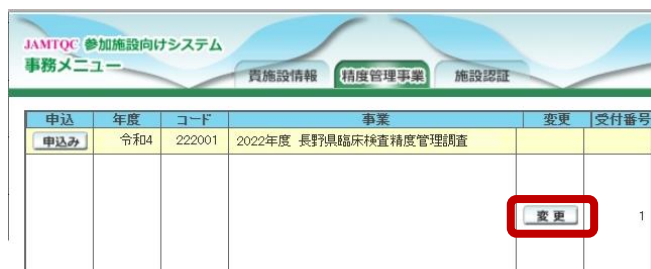 JAMTQC 参加施設向けシステム
事務メニュー
貴施設情報 精度管理事業 施設認証
申込 年度 コード 事業 変更 受付番号
申込み 令和4 222001 2022年度 長野県臨床検査精度管理調査
変更 1